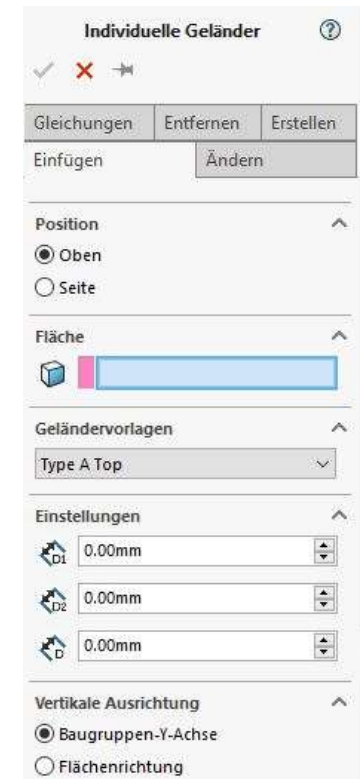 Individuelle Geländer
Gleichungen Entfernen Erstellen
Einfügen Ändern
Position
Oben
Seite
Fläche
Geländervorlagen
Type A Top
Einstellungen
D1 0.00mm
D2 0.00mm
D 0.00mm
Vertikale Ausrichtung
Baugruppen-Y-Achse
Flächenrichtung